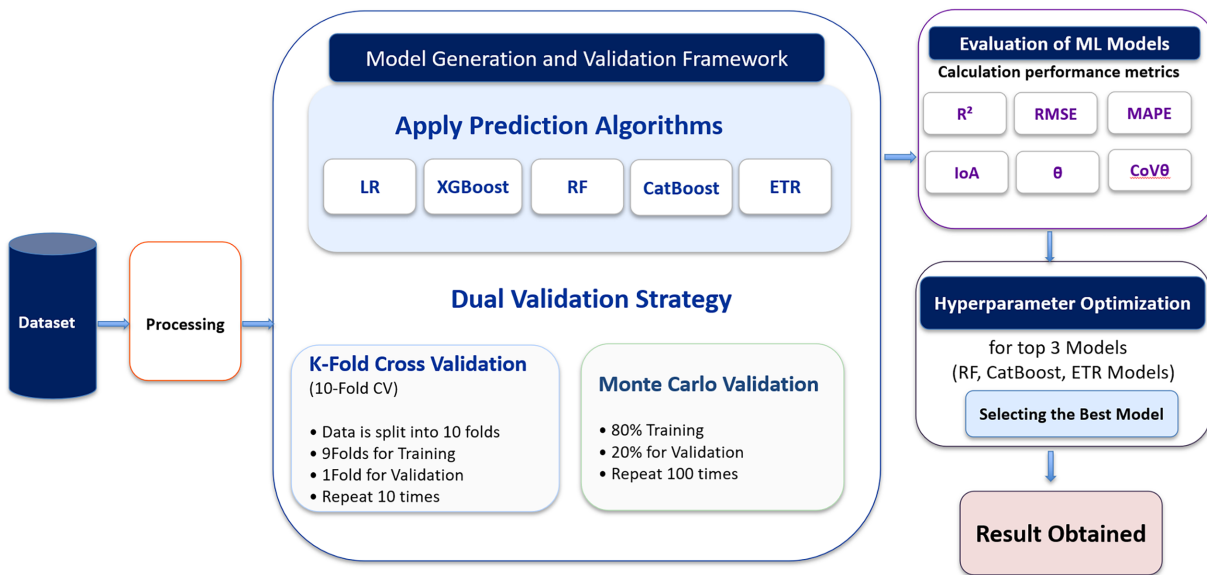 Dataset
Processing
Model Generation and Validation Framework
Apply Prediction Algorithms
LR
XGBoost
RF
CatBoost
ETR
Dual Validation Strategy
K-Fold Cross Validation
(10-Fold CV)
• Data is split into 10 folds
• 9Folds for Training
• 1Fold for Validation
• Repeat 10 times
Monte Carlo Validation
• 80% Training
• 20% for Validation
• Repeat 100 times
Evaluation of ML Models
Calculation performance metrics
R²
RMSE
MAPE
IoA
θ
CoVθ
Hyperparameter Optimization
for top 3 Models
(RF, CatBoost, ETR Models)
Selecting the Best Model
Result Obtained